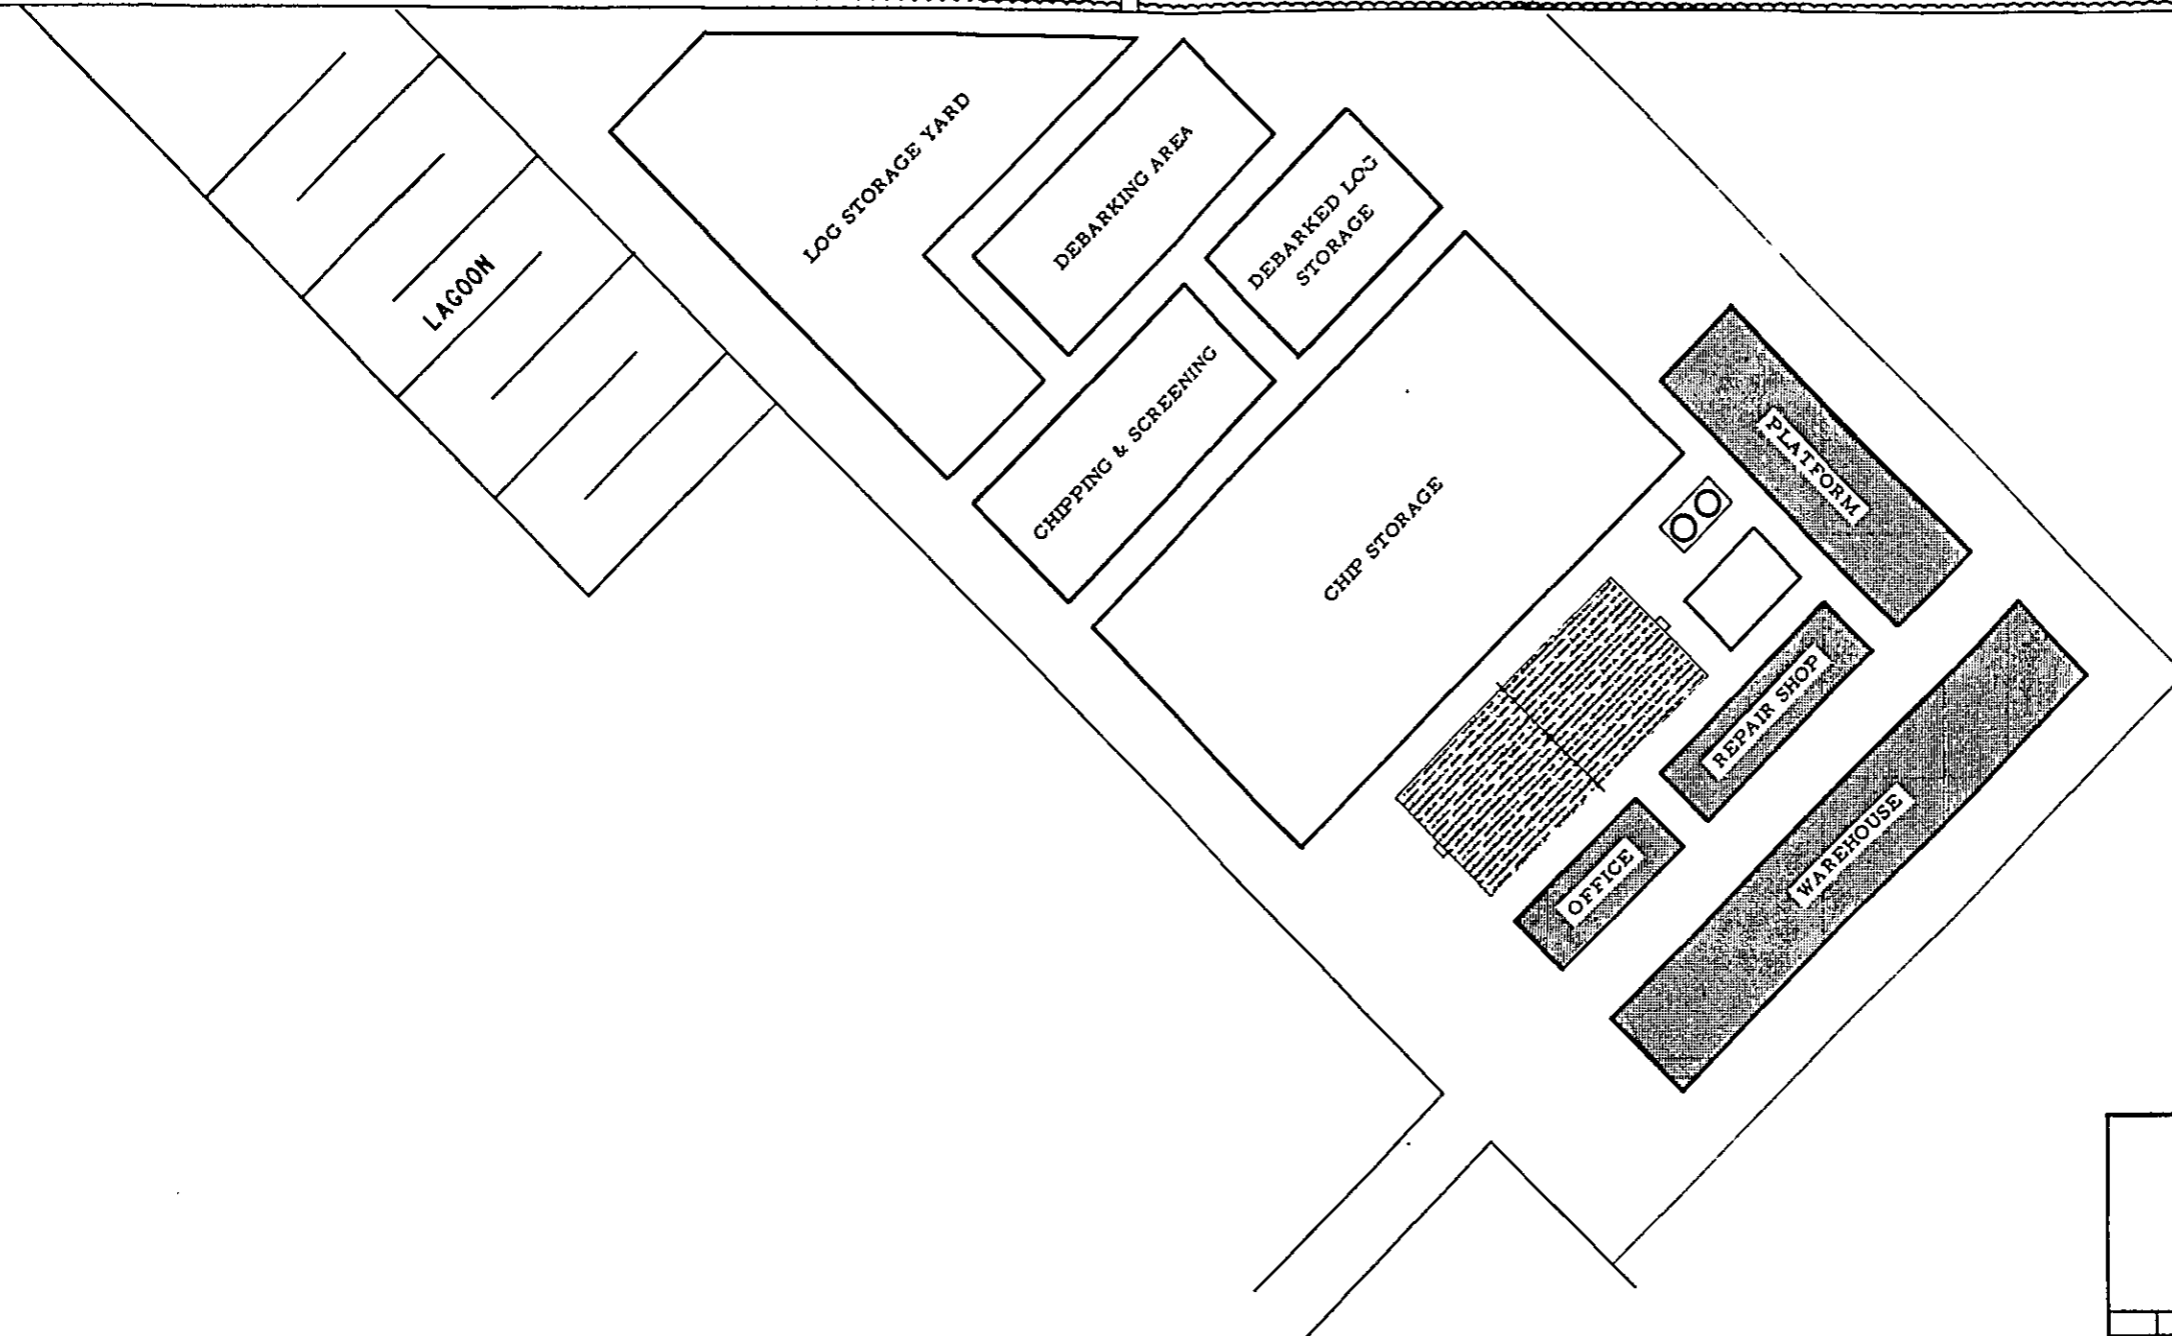 LOG STORAGE YARD
DEBARKING AREA
DEBARKED LOG
STORAGE
LAGOON
CHIPPING & SCREENING
CHIP STORAGE
PLATFORM
REPAIR SHOP
OFFICE
WAREHOUSE